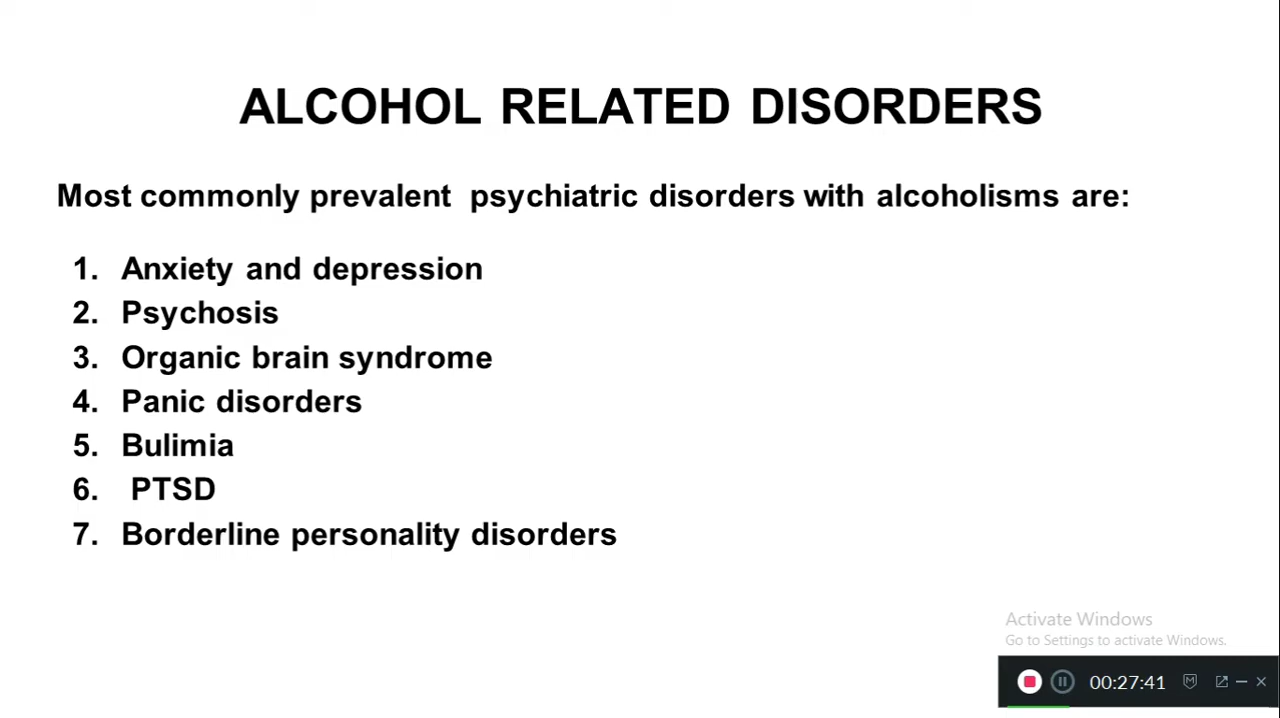 ALCOHOL RELATED DISORDERS
Most commonly prevalent psychiatric disorders with alcoholisms are:
1. Anxiety and depression
2. Psychosis
3. Organic brain syndrome
4. Panic disorders
5. Bulimia
6. PTSD
7. Borderline personality disorders
Activate Windows
Go to Settings to activate Windows.
00:27:41